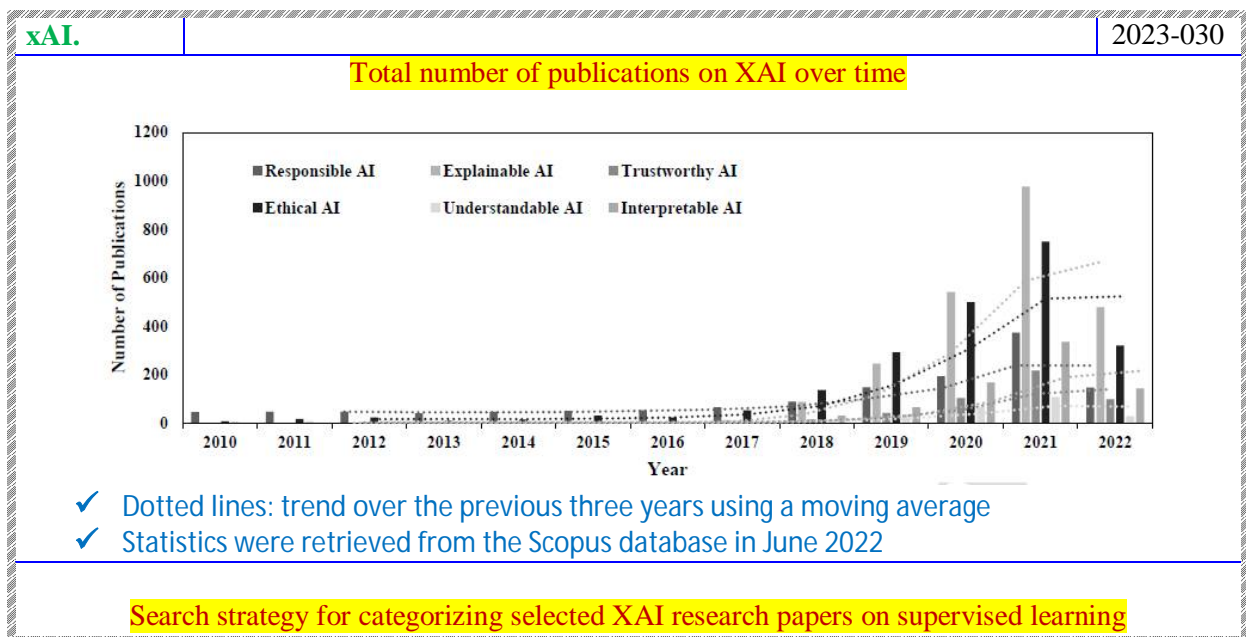 xAI. 2023-030
Total number of publications on XAI over time
1200
1000
800
600
400
200
0
Number of Publications
■Responsible AI ■Explainable AI ■Trustworthy AI
■Ethical AI ■Understandable AI ■Interpretable AI
2010 2011 2012 2013 2014 2015 2016 2017 2018 2019 2020 2021 2022
Year
✓ Dotted lines: trend over the previous three years using a moving average
✓ Statistics were retrieved from the Scopus database in June 2022
Search strategy for categorizing selected XAI research papers on supervised learning